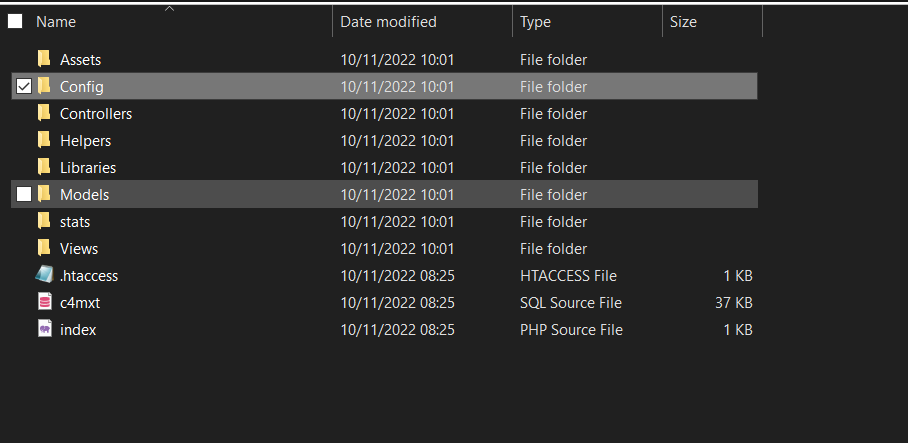 Name Date modified Type Size
Assets 10/11/2022 10:01 File folder
Config 10/11/2022 10:01 File folder
Controllers 10/11/2022 10:01 File folder
Helpers 10/11/2022 10:01 File folder
Libraries 10/11/2022 10:01 File folder
Models 10/11/2022 10:01 File folder
stats 10/11/2022 10:01 File folder
Views 10/11/2022 10:01 File folder
.htaccess 10/11/2022 08:25 HTACCESS File 1 KB
c4mxt 10/11/2022 08:25 SQL Source File 37 KB
index 10/11/2022 08:25 PHP Source File 1 KB